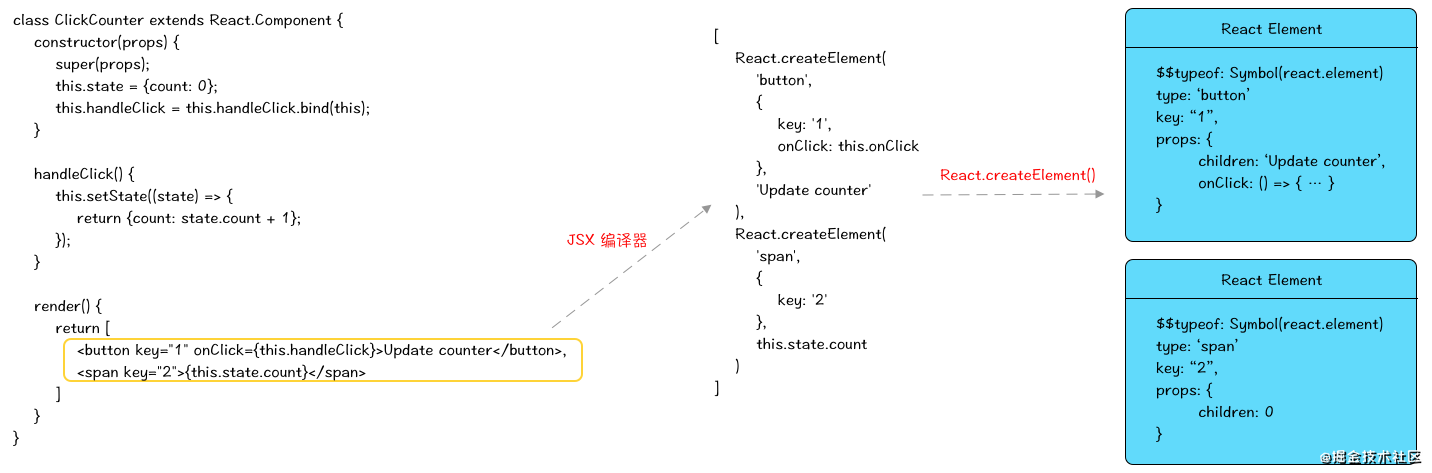 class ClickCounter extends React.Component {
constructor(props) {
super(props);
this.state = {count: 0};
this.handleClick = this.handleClick.bind(this);
}
handleClick() {
this.setState((state) => {
return {count: state.count + 1};
});
}
render() {
return [
<button key="1" onClick={this.handleClick}>Update counter</button>,
<span key="2">{this.state.count}</span>
]
}
}
JSX 编译器
[
React.createElement(
'button',
{
key: '1',
onClick: this.onClick
},
'Update counter'
),
React.createElement(
'span',
{
key: '2'
},
this.state.count
)
]
React.createElement()
React Element
$$typeof: Symbol(react.element)
type: ‘button’
key: “1”,
props: {
children: ‘Update counter’,
onClick: () => { … }
}
React Element
$$typeof: Symbol(react.element)
type: ‘span’
key: “2”,
props: {
children: 0
}
@掘金技术社区